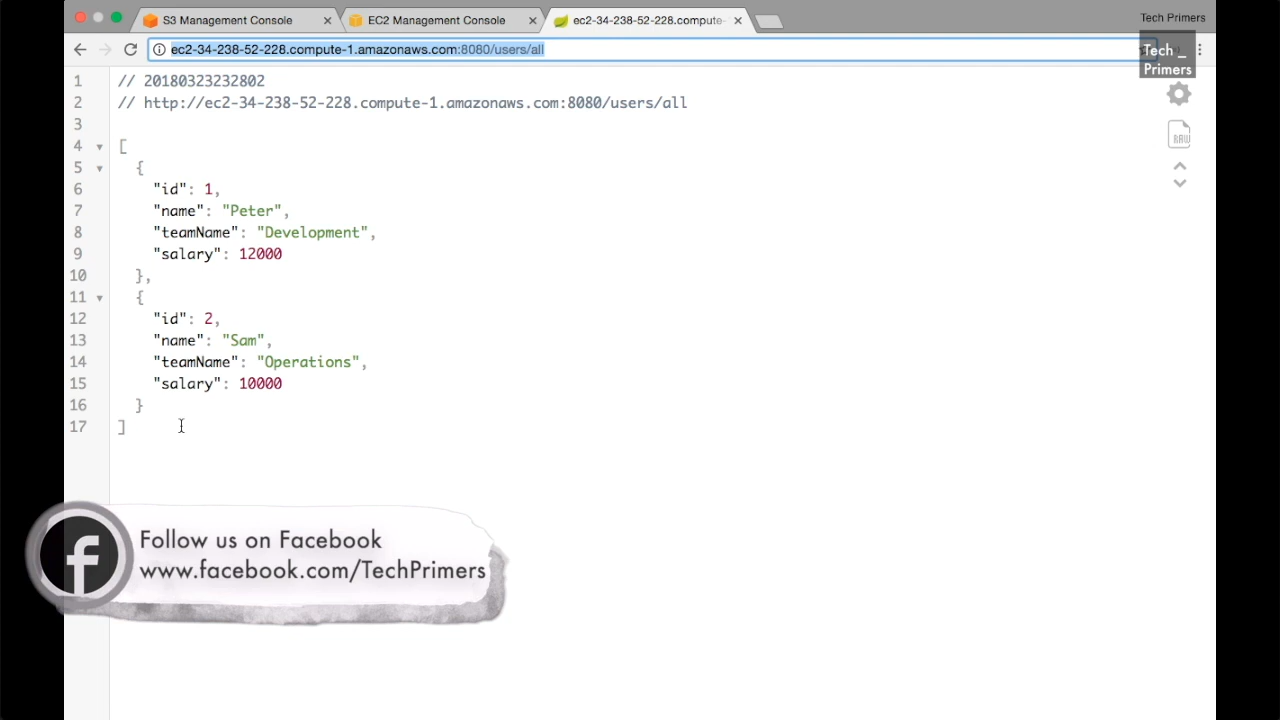 S3 Management Console
EC2 Management Console
ec2-34-238-52-228.compute-
Tech Primers
ec2-34-238-52-228.compute-1.amazonaws.com:8080/users/all
Tech _
Primers
1 // 20180323232802
2 // http://ec2-34-238-52-228.compute-1.amazonaws.com:8080/users/all
3
4 [
5 {
6 "id": 1,
7 "name": "Peter",
8 "teamName": "Development",
9 "salary": 12000
10 },
11 {
12 "id": 2,
13 "name": "Sam",
14 "teamName": "Operations",
15 "salary": 10000
16 }
17 ]
RAW
Follow us on Facebook
www.facebook.com/TechPrimers